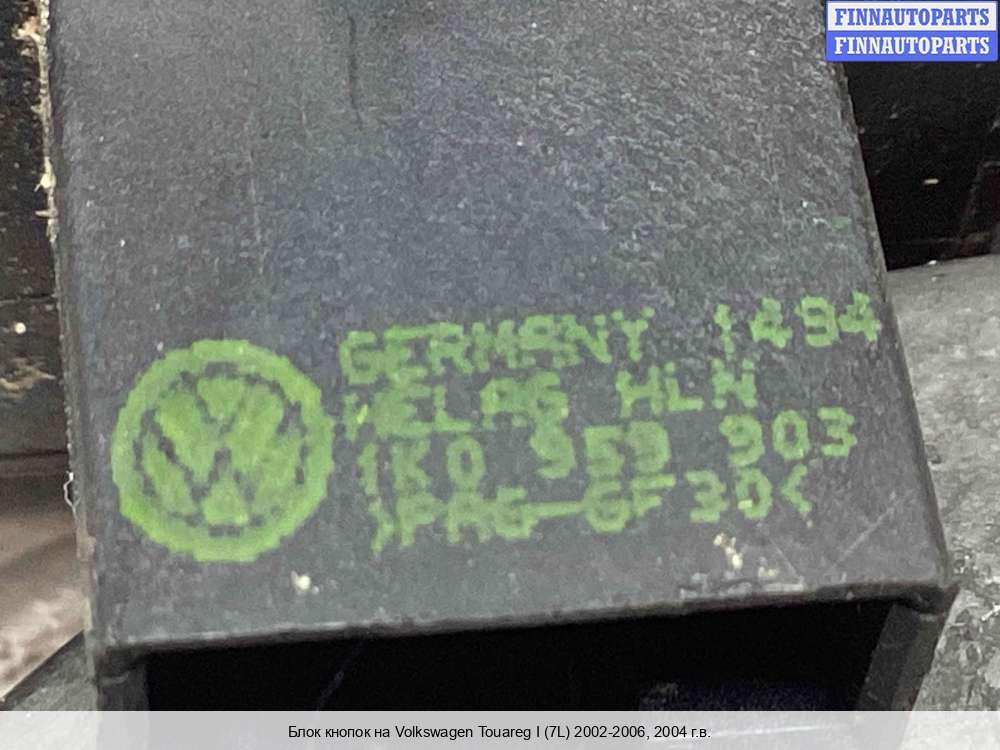 FINNAUTOPARTS
FINNAUTOPARTS
GERMANY 1494
HELAG HLN
1K0 959 903
>PA6-GF30<
Блок кнопок на Volkswagen Touareg I (7L) 2002-2006, 2004 г.в.